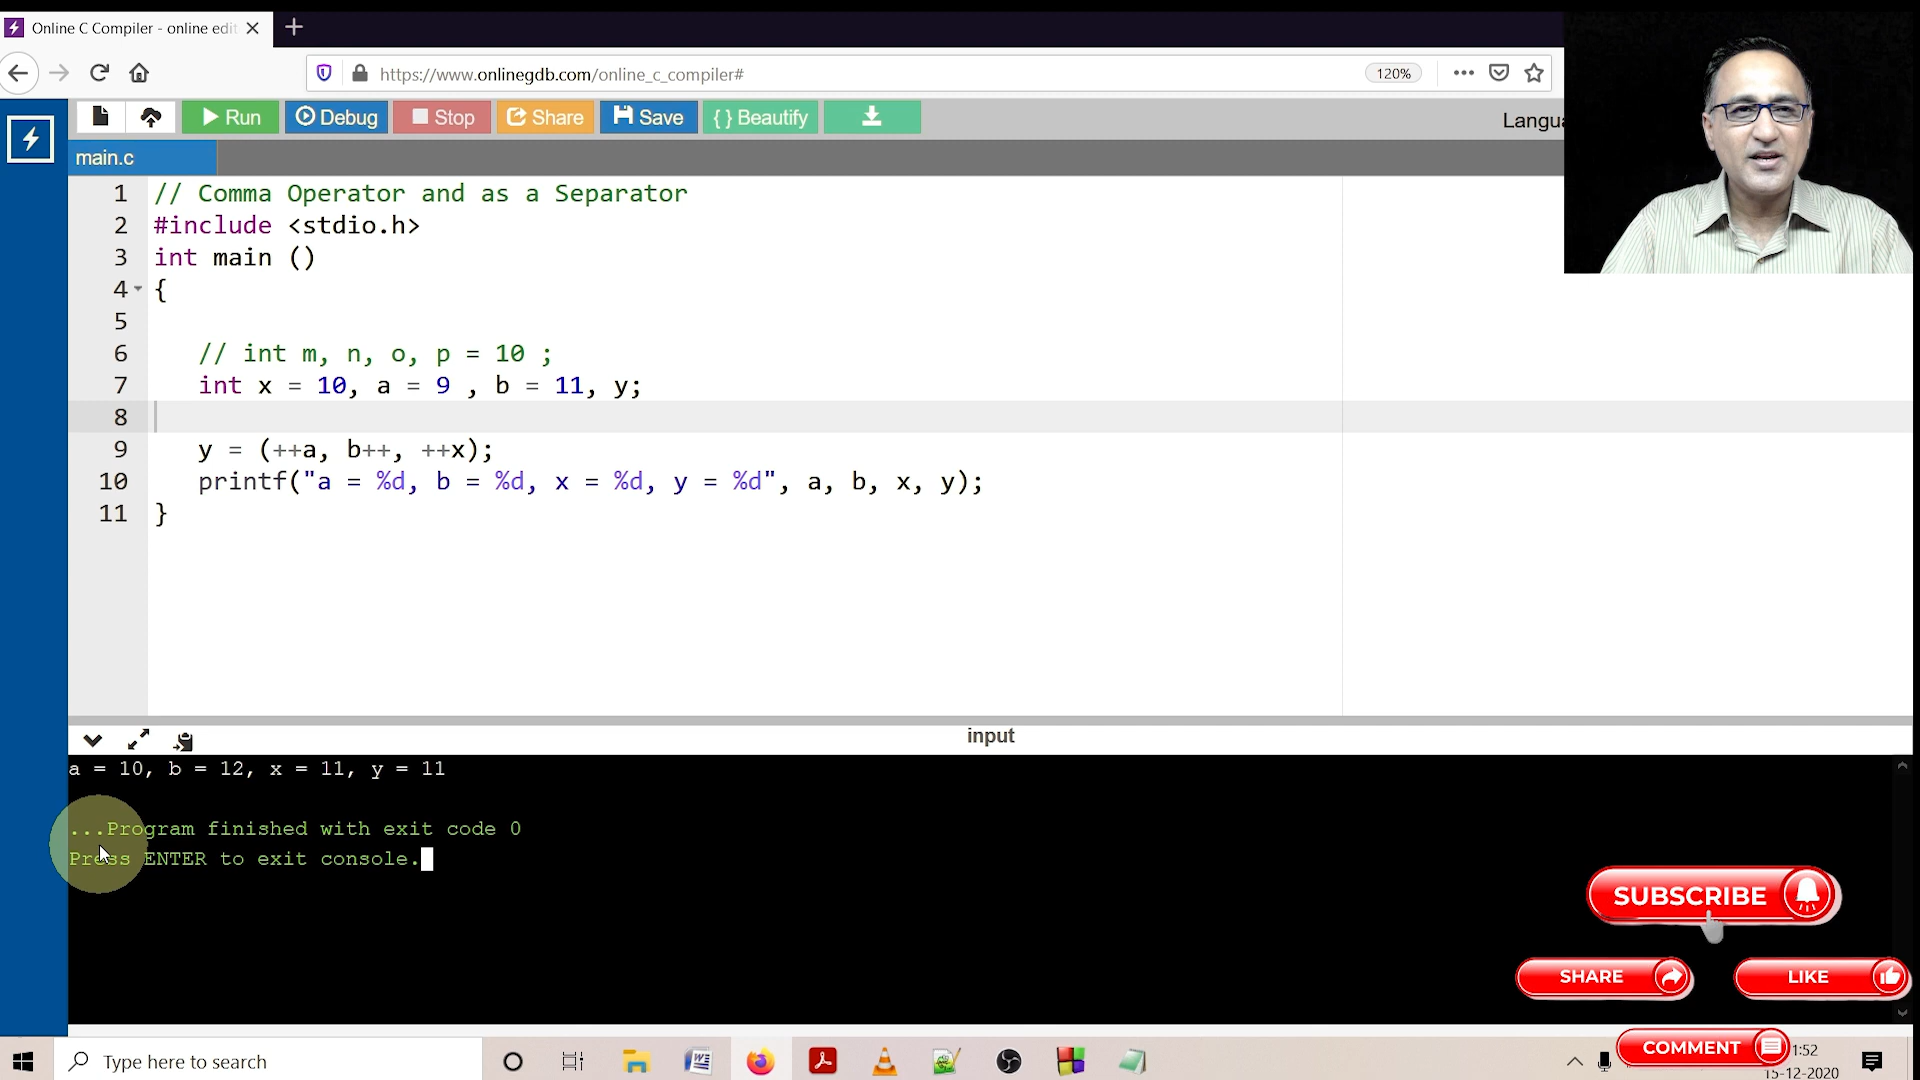 Online C Compiler - online edit
https://www.onlinegdb.com/online_c_compiler#
120%
Run
Debug
Stop
Share
Save
{ } Beautify
Langua
main.c
1 // Comma Operator and as a Separator
2 #include <stdio.h>
3 int main ()
4 {
5
6 // int m, n, o, p = 10 ;
7 int x = 10, a = 9 , b = 11, y;
8
9 y = (++a, b++, ++x);
10 printf("a = %d, b = %d, x = %d, y = %d", a, b, x, y);
11 }
input
a = 10, b = 12, x = 11, y = 11
...Program finished with exit code 0
Press ENTER to exit console.
SUBSCRIBE
SHARE
LIKE
COMMENT
Type here to search
1:52
15-12-2020